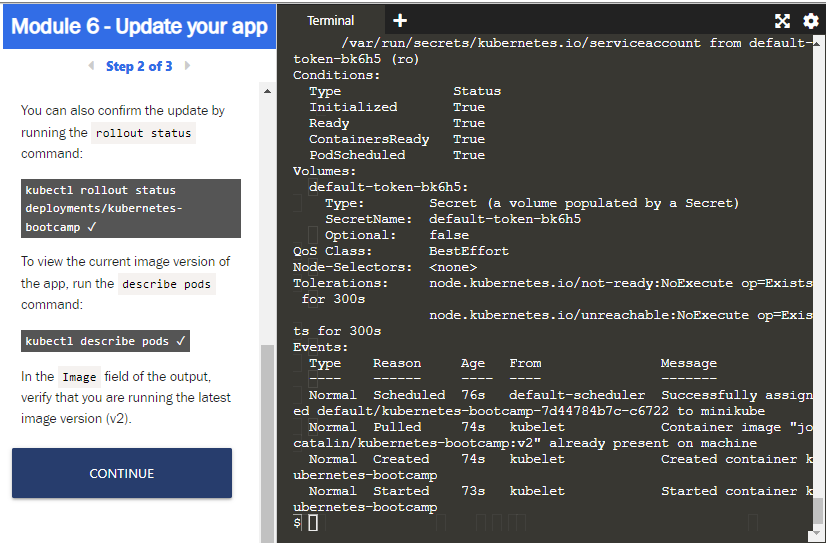 Module 6 - Update your app
Step 2 of 3
You can also confirm the update by
running the rollout status
command:
kubectl rollout status
deployments/kubernetes-
bootcamp ✓
To view the current image version of
the app, run the describe pods
command:
kubectl describe pods ✓
In the Image field of the output,
verify that you are running the latest
image version (v2).
CONTINUE
Terminal +
/var/run/secrets/kubernetes.io/serviceaccount from default-
token-bk6h5 (ro)
Conditions:
Type Status
Initialized True
Ready True
ContainersReady True
PodScheduled True
Volumes:
default-token-bk6h5:
Type: Secret (a volume populated by a Secret)
SecretName: default-token-bk6h5
Optional: false
QoS Class: BestEffort
Node-Selectors: <none>
Tolerations: node.kubernetes.io/not-ready:NoExecute op=Exists
for 300s
node.kubernetes.io/unreachable:NoExecute op=Exis
ts for 300s
Events:
Type Reason Age From Message
---- ------ ---- ---- -------
Normal Scheduled 76s default-scheduler Successfully assign
ed default/kubernetes-bootcamp-7d44784b7c-c6722 to minikube
Normal Pulled 74s kubelet Container image "jo
catalin/kubernetes-bootcamp:v2" already present on machine
Normal Created 74s kubelet Created container k
ubernetes-bootcamp
Normal Started 73s kubelet Started container k
ubernetes-bootcamp
$